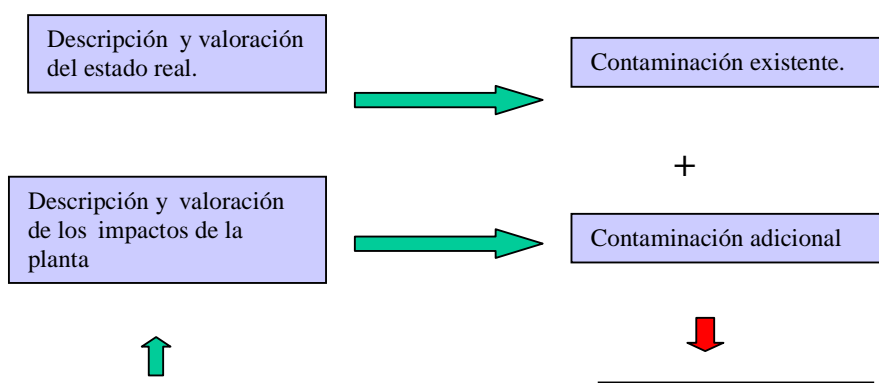 Descripción y valoración
del estado real.
Contaminación existente.
+
Descripción y valoración
de los impactos de la
planta
Contaminación adicional